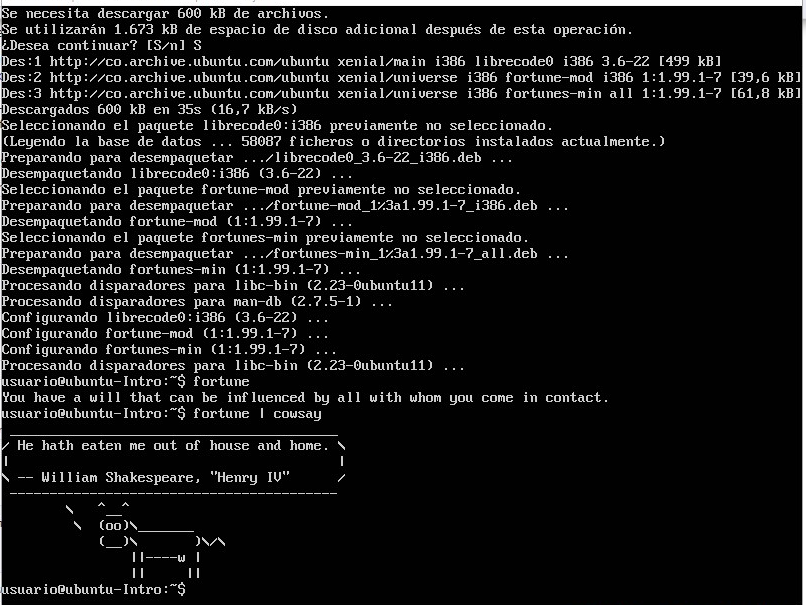 Se necesita descargar 600 kB de archivos.
Se utilizarán 1.673 kB de espacio de disco adicional después de esta operación.
¿Desea continuar? [S/n] S
Des:1 http://co.archive.ubuntu.com/ubuntu xenial/main i386 librecode0 i386 3.6-22 [499 kB]
Des:2 http://co.archive.ubuntu.com/ubuntu xenial/universe i386 fortune-mod i386 1:1.99.1-7 [39,6 kB]
Des:3 http://co.archive.ubuntu.com/ubuntu xenial/universe i386 fortunes-min all 1:1.99.1-7 [61,8 kB]
Descargados 600 kB en 35s (16,7 kB/s)
Seleccionando el paquete librecode0:i386 previamente no seleccionado.
(Leyendo la base de datos ... 58087 ficheros o directorios instalados actualmente.)
Preparando para desempaquetar .../librecode0_3.6-22_i386.deb ...
Desempaquetando librecode0:i386 (3.6-22) ...
Seleccionando el paquete fortune-mod previamente no seleccionado.
Preparando para desempaquetar .../fortune-mod_1%3a1.99.1-7_i386.deb ...
Desempaquetando fortune-mod (1:1.99.1-7) ...
Seleccionando el paquete fortunes-min previamente no seleccionado.
Preparando para desempaquetar .../fortunes-min_1%3a1.99.1-7_all.deb ...
Desempaquetando fortunes-min (1:1.99.1-7) ...
Procesando disparadores para libc-bin (2.23-0ubuntu11) ...
Procesando disparadores para man-db (2.7.5-1) ...
Configurando librecode0:i386 (3.6-22) ...
Configurando fortune-mod (1:1.99.1-7) ...
Configurando fortunes-min (1:1.99.1-7) ...
Procesando disparadores para libc-bin (2.23-0ubuntu11) ...
usuario@ubuntu-Intro:~$ fortune
You have a will that can be influenced by all with whom you come in contact.
usuario@ubuntu-Intro:~$ fortune | cowsay
 _________________________________________
/ He hath eaten me out of house and home. \
|                                         |
\ -- William Shakespeare, "Henry IV"      /
 -----------------------------------------
        \   ^__^
         \  (oo)\_______
            (__)\       )\/\
                ||----w |
                ||     ||
usuario@ubuntu-Intro:~$